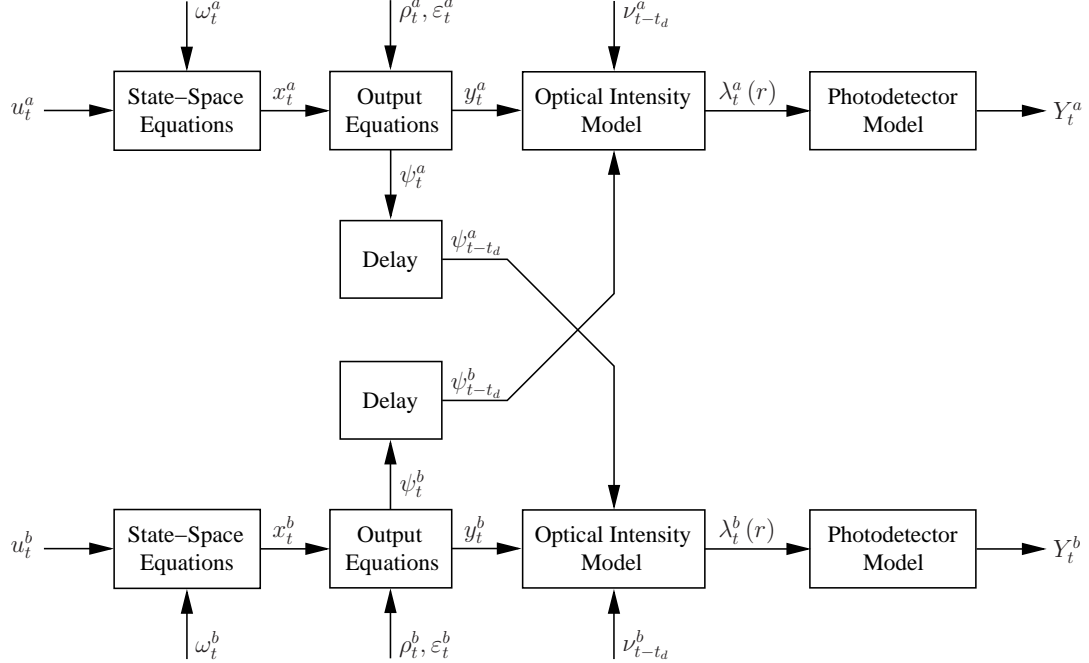 ω_t^a
ρ_t^a, ε_t^a
ν_{t−t_d}^a
u_t^a
State–Space
Equations
x_t^a
Output
Equations
y_t^a
Optical Intensity
Model
λ_t^a (r)
Photodetector
Model
Y_t^a
ψ_t^a
Delay
ψ_{t−t_d}^a
Delay
ψ_{t−t_d}^b
ψ_t^b
u_t^b
State–Space
Equations
x_t^b
Output
Equations
y_t^b
Optical Intensity
Model
λ_t^b (r)
Photodetector
Model
Y_t^b
ω_t^b
ρ_t^b, ε_t^b
ν_{t−t_d}^b